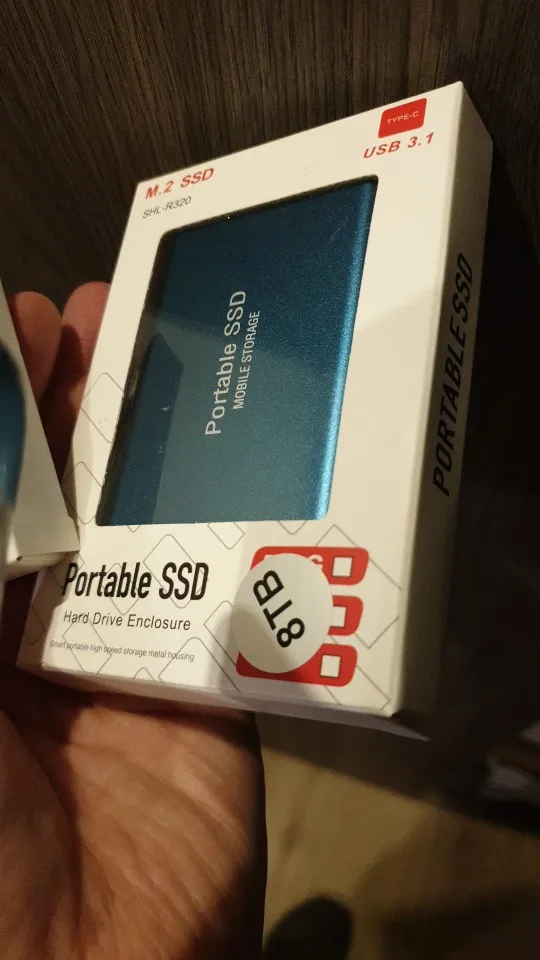 TYPE-C
USB 3.1
M.2 SSD
SHL-R320
Portable SSD
MOBILE STORAGE
PORTABLE SSD
Portable SSD
Hard Drive Enclosure
Smart portable high speed storage metal housing
8TB